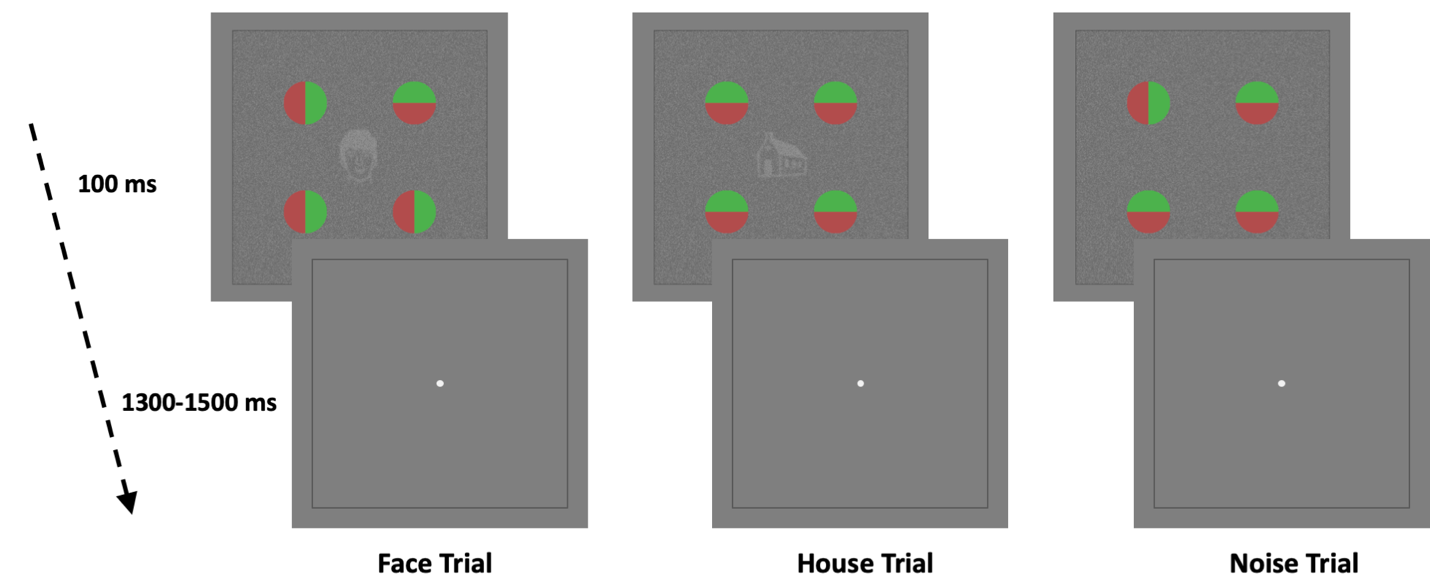 100 ms
1300-1500 ms
Face Trial
House Trial
Noise Trial